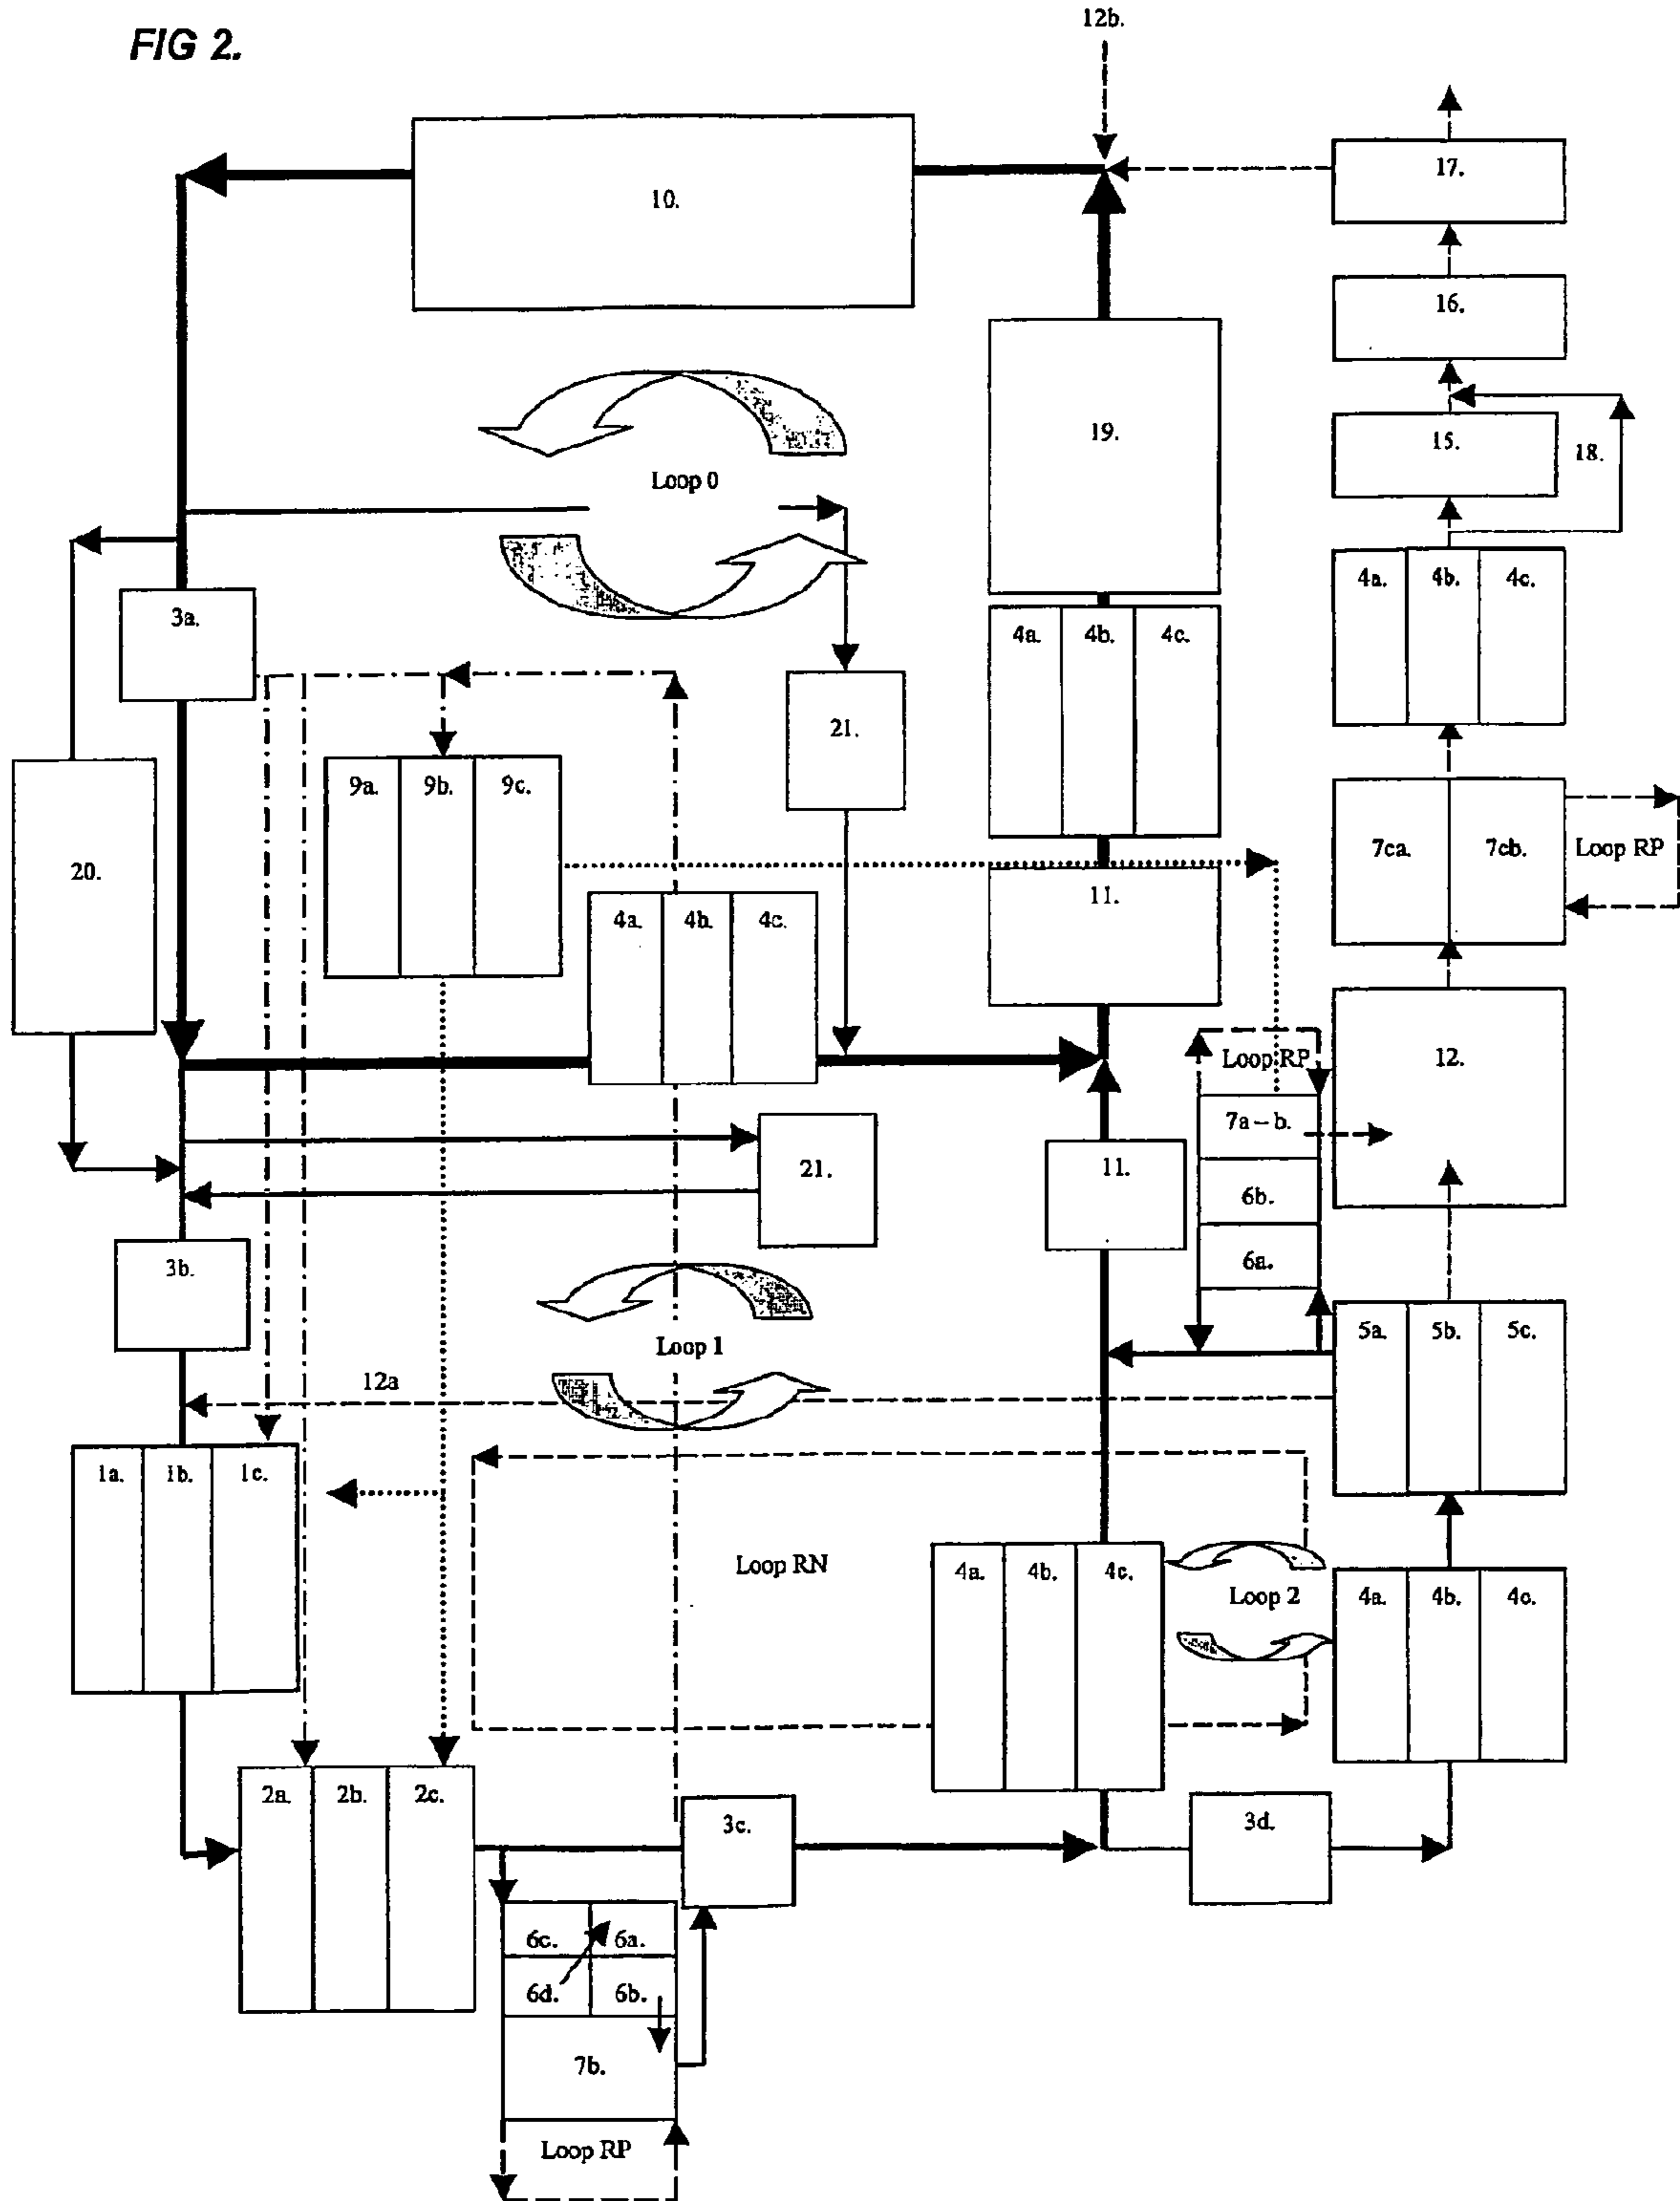 FIG 2.
12b.
17.
10.
16.
19.
15.
18.
Loop 0
4a. 4b. 4c.
3a.
4a. 4b. 4c.
21.
9a. 9b. 9c.
7ca. 7cb. Loop RP
20.
11.
4a. 4b. 4c.
12.
Loop RP
7a – b.
21.
11.
6b.
3b.
6a.
5a. 5b. 5c.
Loop 1
12a
1a. 1b. 1c.
Loop RN
4a. 4b. 4c.
Loop 2
4a. 4b. 4c.
2a. 2b. 2c.
3c.
3d.
6c. 6a.
6d. 6b.
7b.
Loop RP